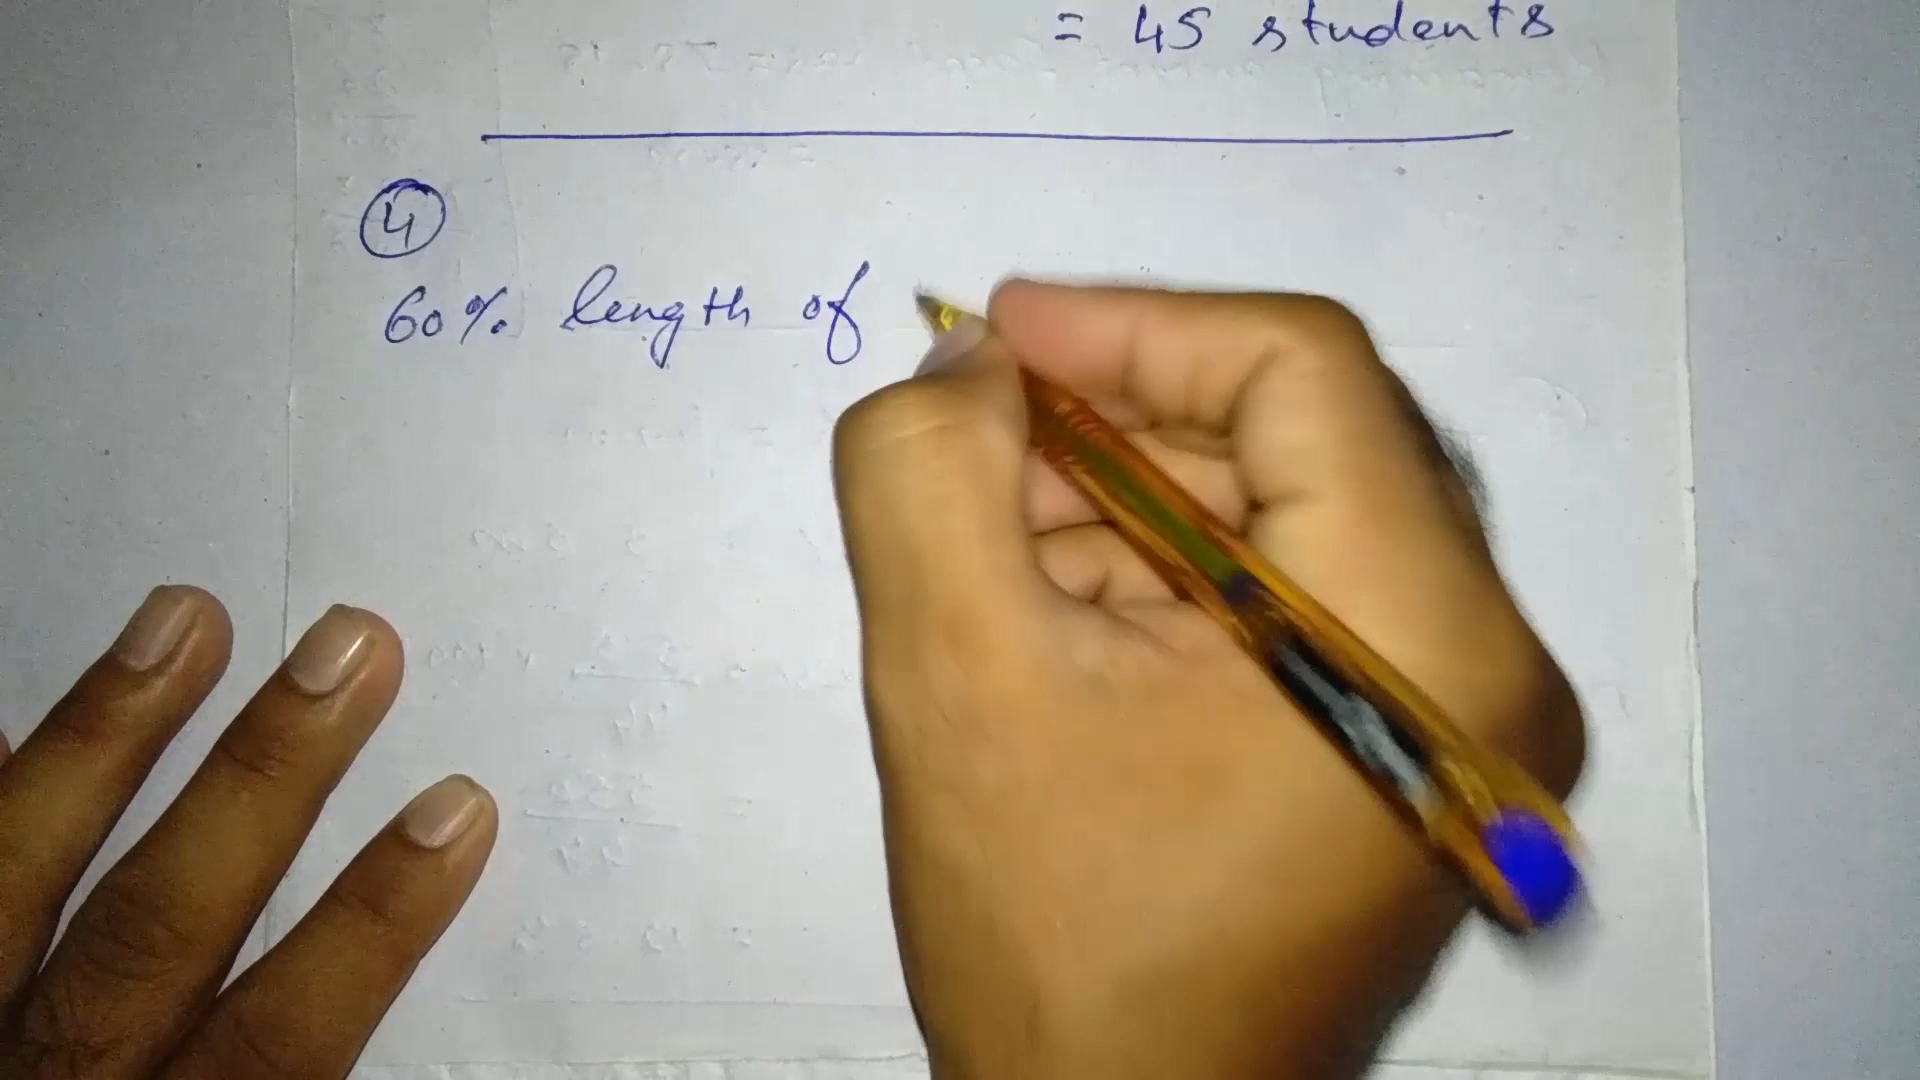 = 45 students
4
60% length of